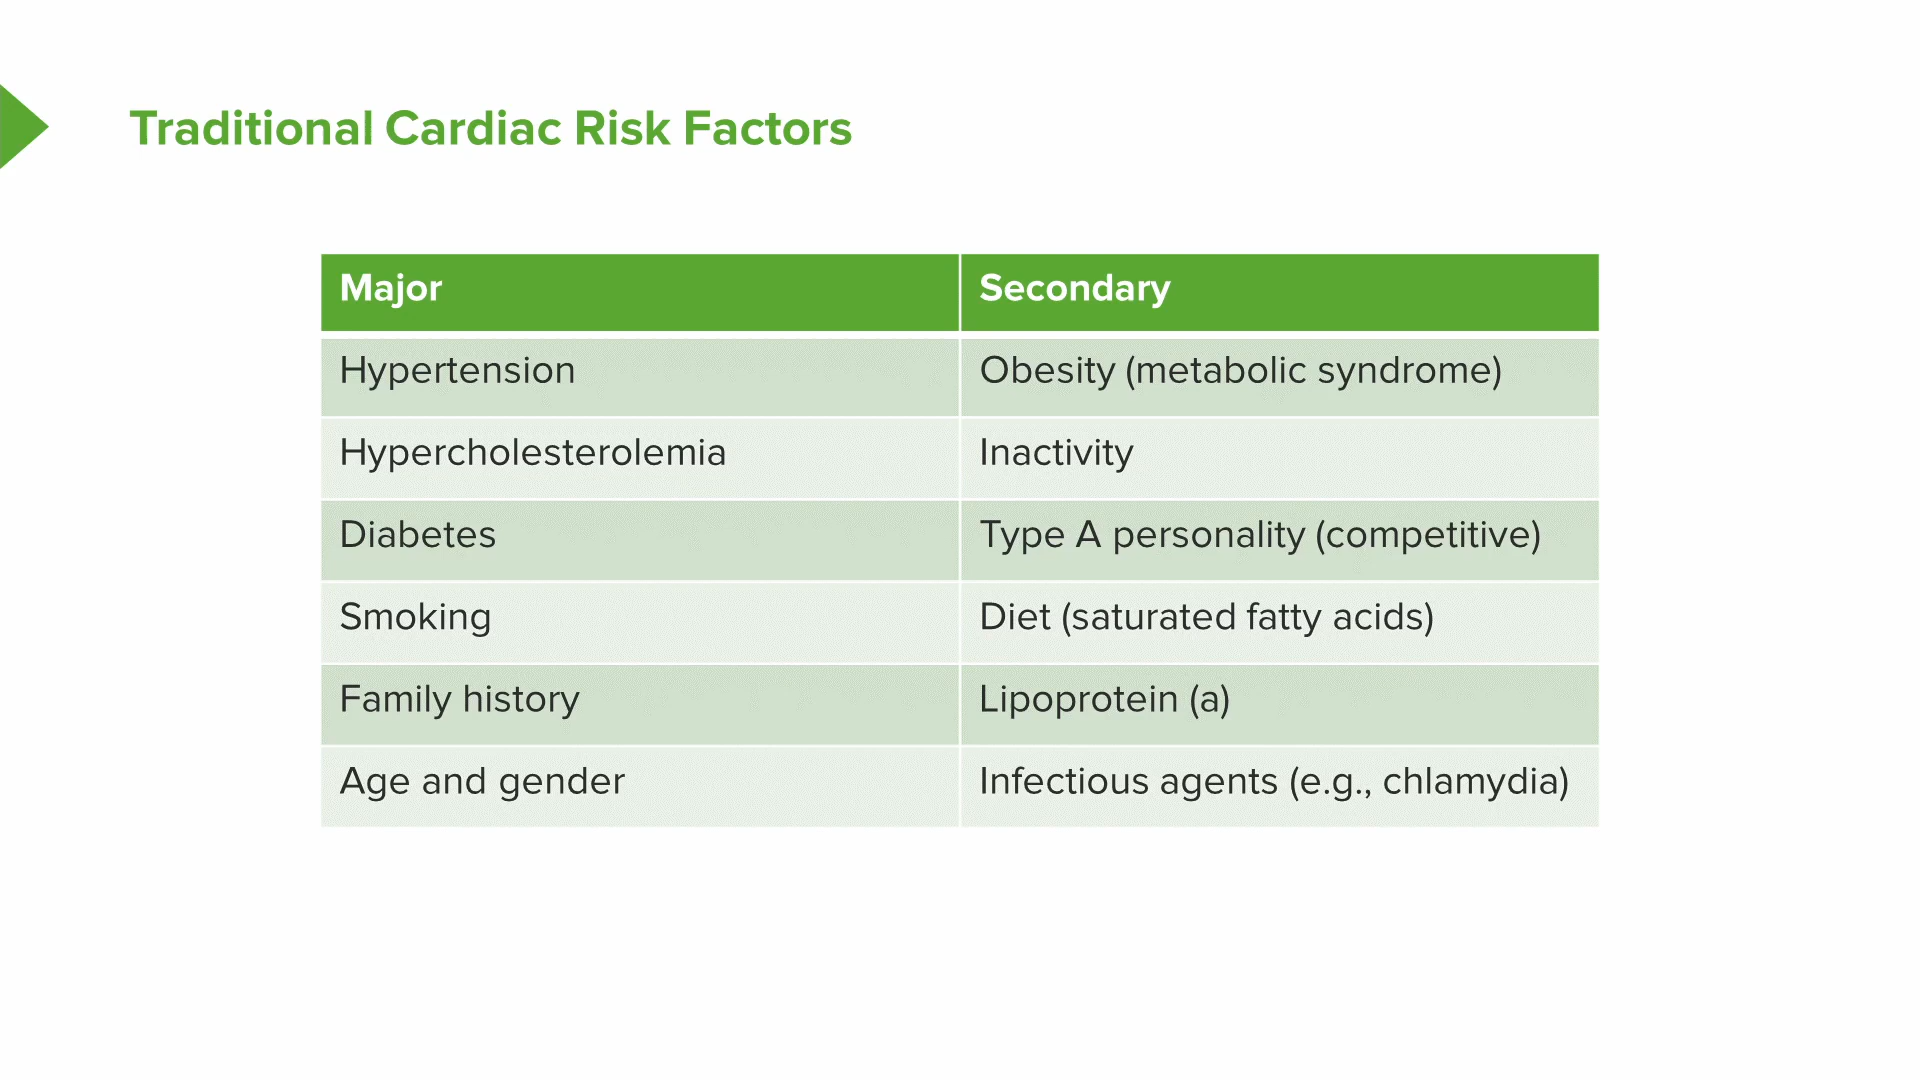 Traditional Cardiac Risk Factors
Major Secondary
Hypertension Obesity (metabolic syndrome)
Hypercholesterolemia Inactivity
Diabetes Type A personality (competitive)
Smoking Diet (saturated fatty acids)
Family history Lipoprotein (a)
Age and gender Infectious agents (e.g., chlamydia)